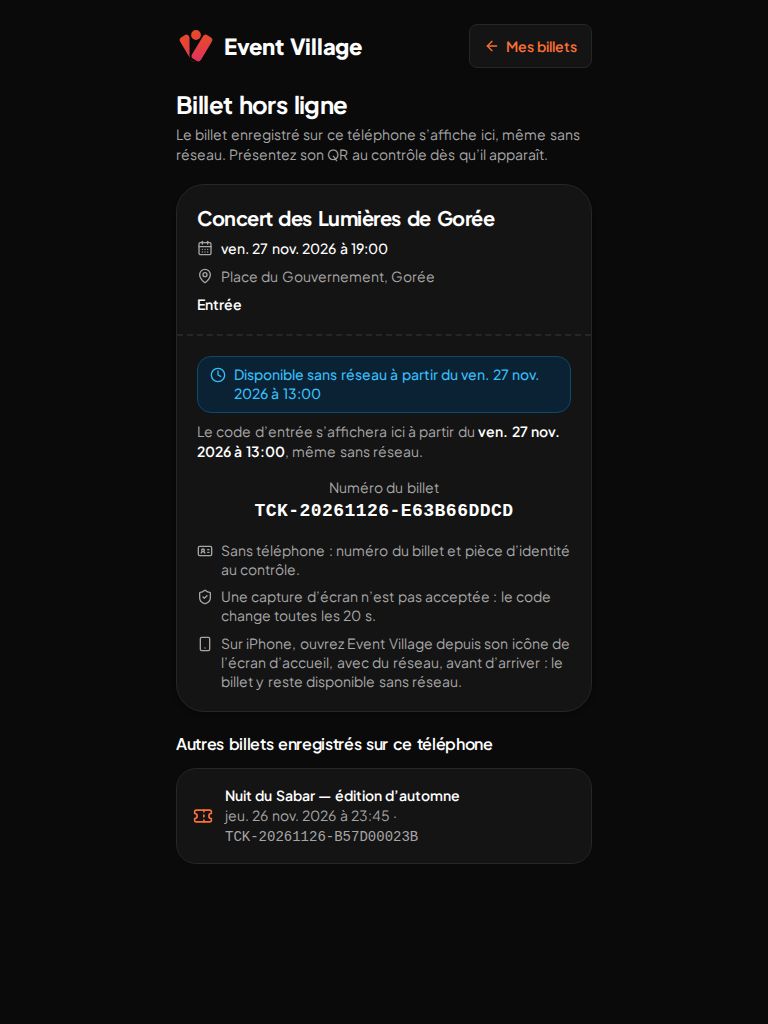 Event Village
Mes billets
Billet hors ligne
Le billet enregistré sur ce téléphone s’affiche ici, même sans
réseau. Présentez son QR au contrôle dès qu’il apparaît.
Concert des Lumières de Gorée
ven. 27 nov. 2026 à 19:00
Place du Gouvernement, Gorée
Entrée
Disponible sans réseau à partir du ven. 27 nov.
2026 à 13:00
Le code d’entrée s’affichera ici à partir du ven. 27 nov.
2026 à 13:00, même sans réseau.
Numéro du billet
TCK-20261126-E63B66DDCD
Sans téléphone : numéro du billet et pièce d’identité
au contrôle.
Une capture d’écran n’est pas acceptée : le code
change toutes les 20 s.
Sur iPhone, ouvrez Event Village depuis son icône de
l’écran d’accueil, avec du réseau, avant d’arriver : le
billet y reste disponible sans réseau.
Autres billets enregistrés sur ce téléphone
Nuit du Sabar — édition d’automne
jeu. 26 nov. 2026 à 23:45 ·
TCK-20261126-B57D00023B